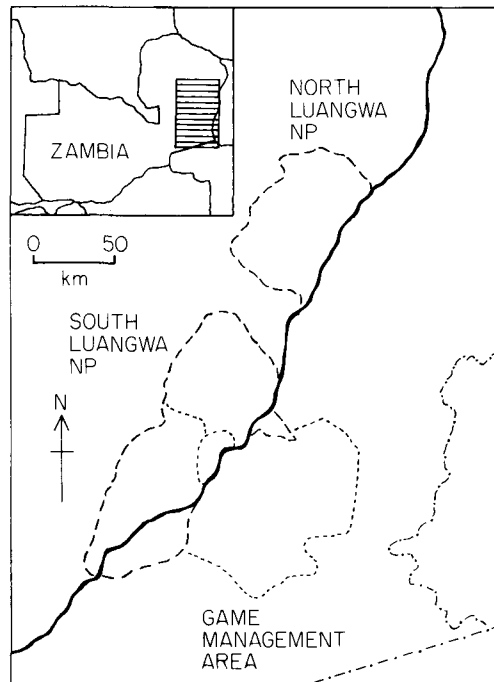 ZAMBIA
NORTH
LUANGWA
NP
0 50
km
SOUTH
LUANGWA
NP
N
GAME
MANAGEMENT
AREA